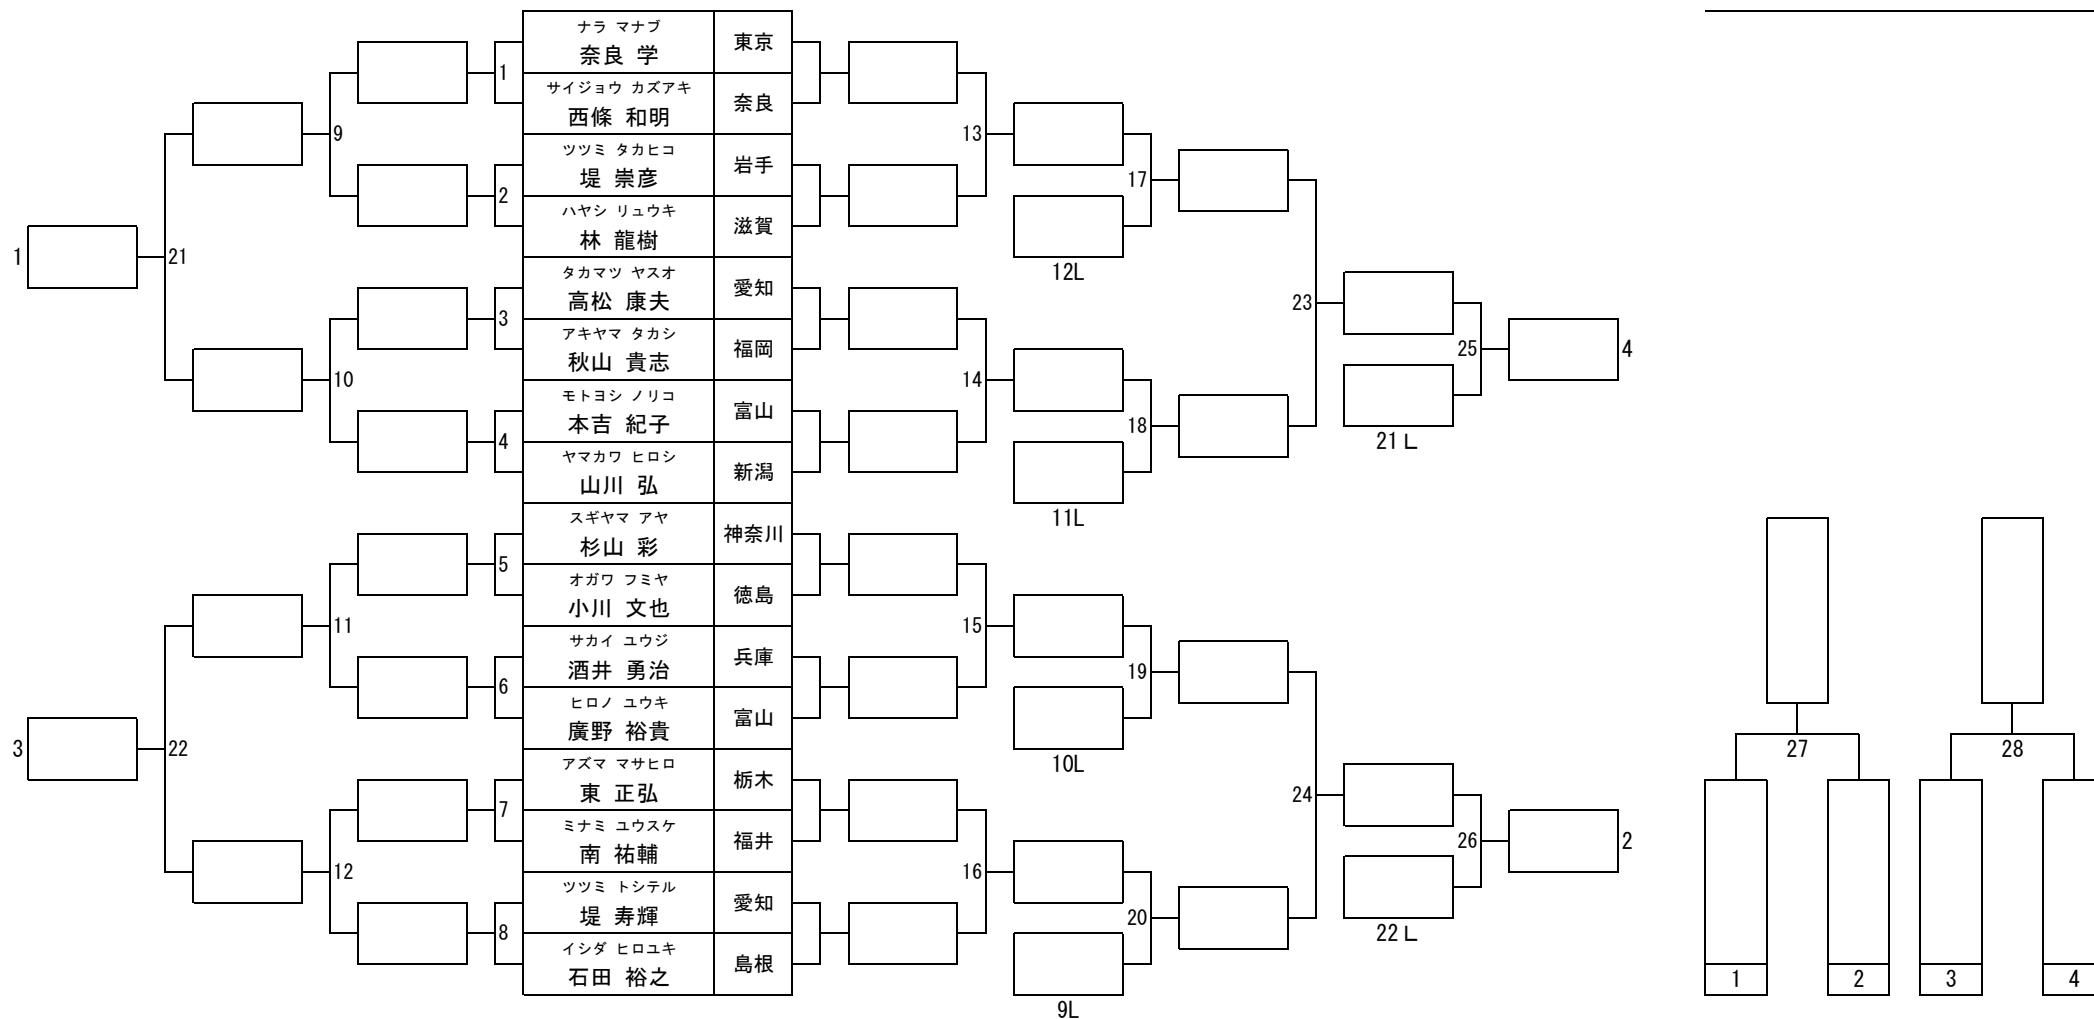 ナラ マナブ
奈良 学
東京
1
サイジョウ カズアキ
西條 和明
奈良
9
13
ツツミ タカヒコ
堤 崇彦
岩手
2
17
ハヤシ リュウキ
林 龍樹
滋賀
1
21
12L
タカマツ ヤスオ
高松 康夫
愛知
3
23
アキヤマ タカシ
秋山 貴志
福岡
10
14
25
4
モトヨシ ノリコ
本吉 紀子
富山
4
18
21 L
ヤマカワ ヒロシ
山川 弘
新潟
11L
スギヤマ アヤ
杉山 彩
神奈川
5
オガワ フミヤ
小川 文也
徳島
11
15
サカイ ユウジ
酒井 勇治
兵庫
6
19
ヒロノ ユウキ
廣野 裕貴
富山
3
22
10L
27
28
アズマ マサヒロ
東 正弘
栃木
7
24
ミナミ ユウスケ
南 祐輔
福井
12
16
26
2
ツツミ トシテル
堤 寿輝
愛知
8
20
22 L
イシダ ヒロユキ
石田 裕之
島根
9L
1
2
3
4